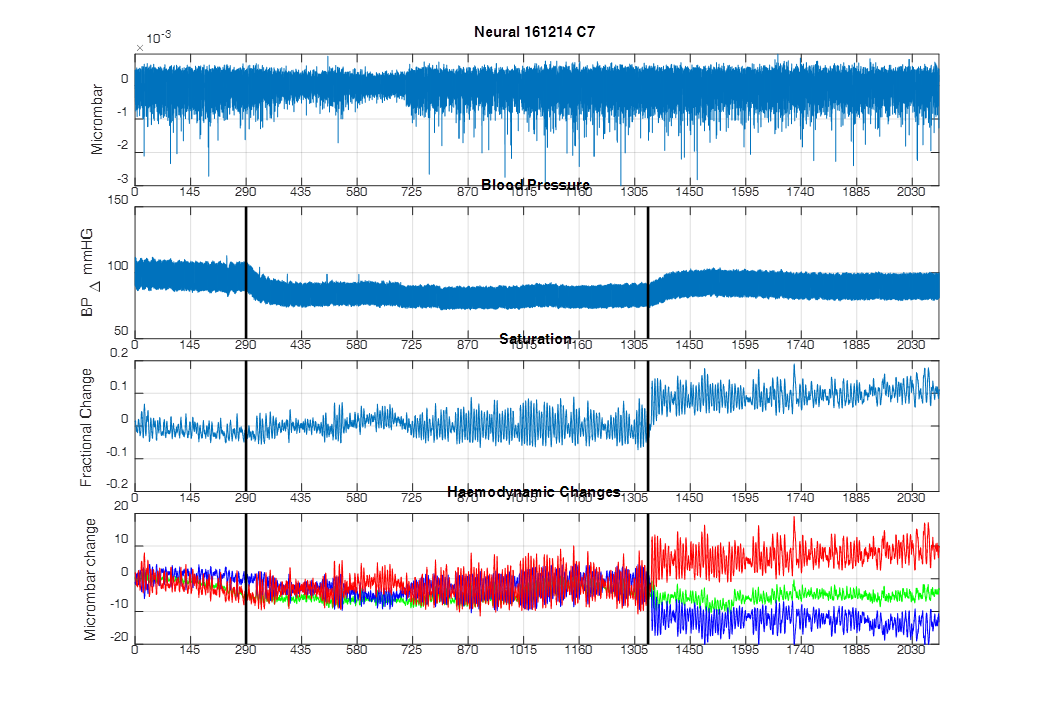 Neural 161214 C7
× 10-3
0
-1
-2
-3
Micrombar
0 145 290 435 580 725 870 1015 1160 1305 1450 1595 1740 1885 2030
Blood Pressure
150
100
50
BP △ mmHG
0 145 290 435 580 725 870 1015 1160 1305 1450 1595 1740 1885 2030
Saturation
0.2
0.1
0
-0.1
-0.2
Fractional Change
0 145 290 435 580 725 870 1015 1160 1305 1450 1595 1740 1885 2030
Haemodynamic Changes
20
10
0
-10
-20
Micrombar change
0 145 290 435 580 725 870 1015 1160 1305 1450 1595 1740 1885 2030